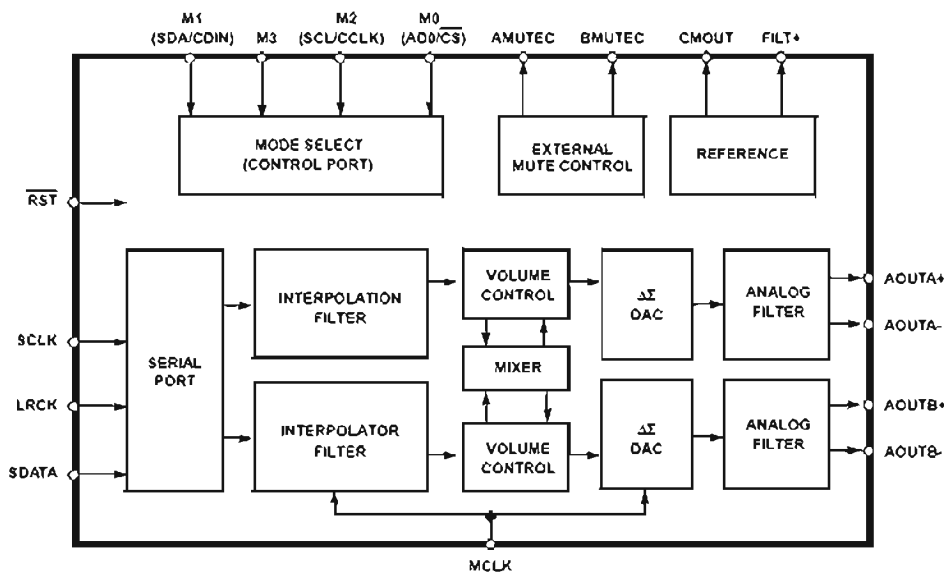 M1
(SDA/CDIN)
M3
M2
(SCL/CCLK)
M0
(AD0/CS)
AMUTEC
BMUTEC
CMOUT
FILT+
MODE SELECT
(CONTROL PORT)
EXTERNAL
MUTE CONTROL
REFERENCE
RST
SCLK
LRCK
SDATA
SERIAL
PORT
INTERPOLATION
FILTER
VOLUME
CONTROL
ΔΣ
DAC
ANALOG
FILTER
AOUTA+
AOUTA-
MIXER
INTERPOLATOR
FILTER
VOLUME
CONTROL
ΔΣ
DAC
ANALOG
FILTER
AOUTB+
AOUTB-
MCLK